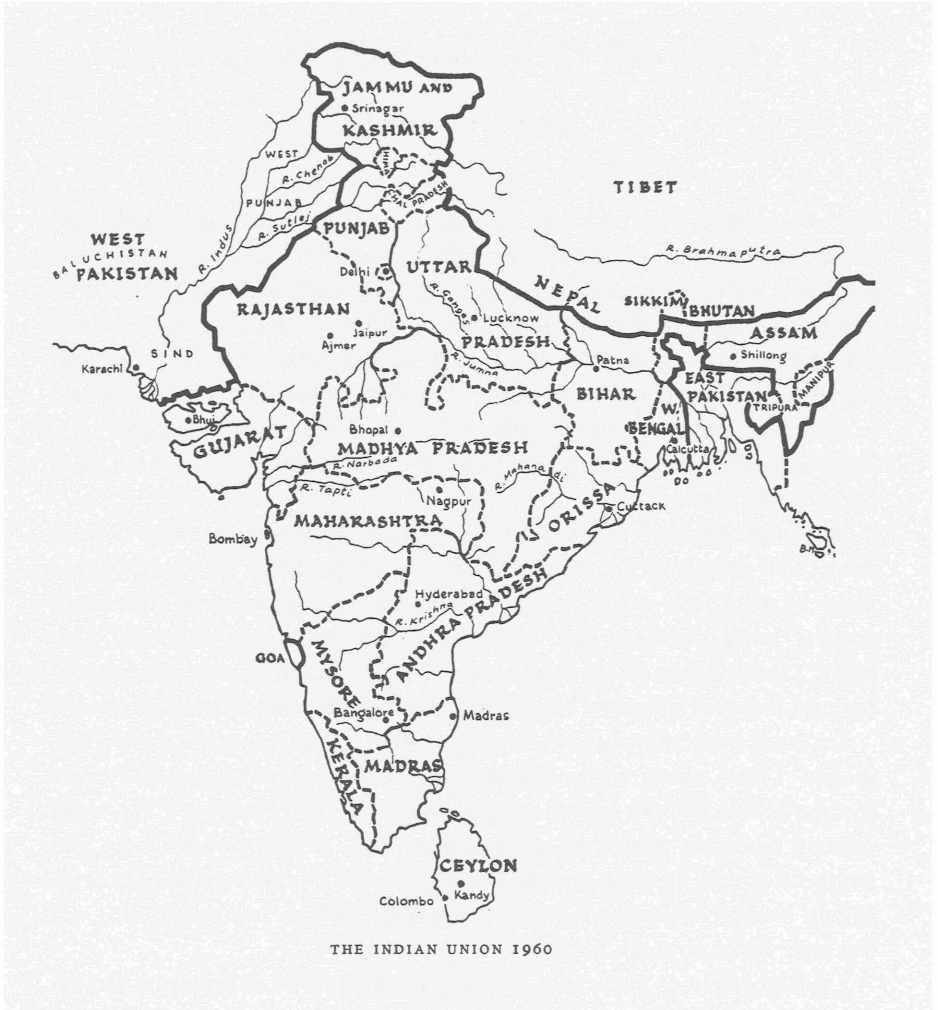 JAMMU AND
Srinagar
KASHMIR
WEST
R. Chenab
HIMA
CHAL PRADESH
TIBET
PUNJAB
R. Sutlej
PUNJAB
R. Indus
WEST
BALUCHISTAN
PAKISTAN
R. Brahmaputra
Delhi
UTTAR
R. Ganges
NEPAL
SIKKIM
BHUTAN
RAJASTHAN
Lucknow
ASSAM
Jaipur
Ajmer
PRADESH
SIND
Karachi
R. Jumna
Patna
Shillong
EAST
PAKISTAN
MANIPUR
TRIPURA
BIHAR
W.
BENGAL
Calcutta
Bhuj
GUJARAT
Bhopal
MADHYA PRADESH
R. Narbada
R. Tapti
Nagpur
R. Mahanadi
ORISSA
Cuttack
MAHARASHTRA
Bombay
Hyderabad
R. Krishna
ANDHRA PRADESH
GOA
MYSORE
Bangalore
Madras
KERALA
MADRAS
CEYLON
Kandy
Colombo
THE INDIAN UNION 1960